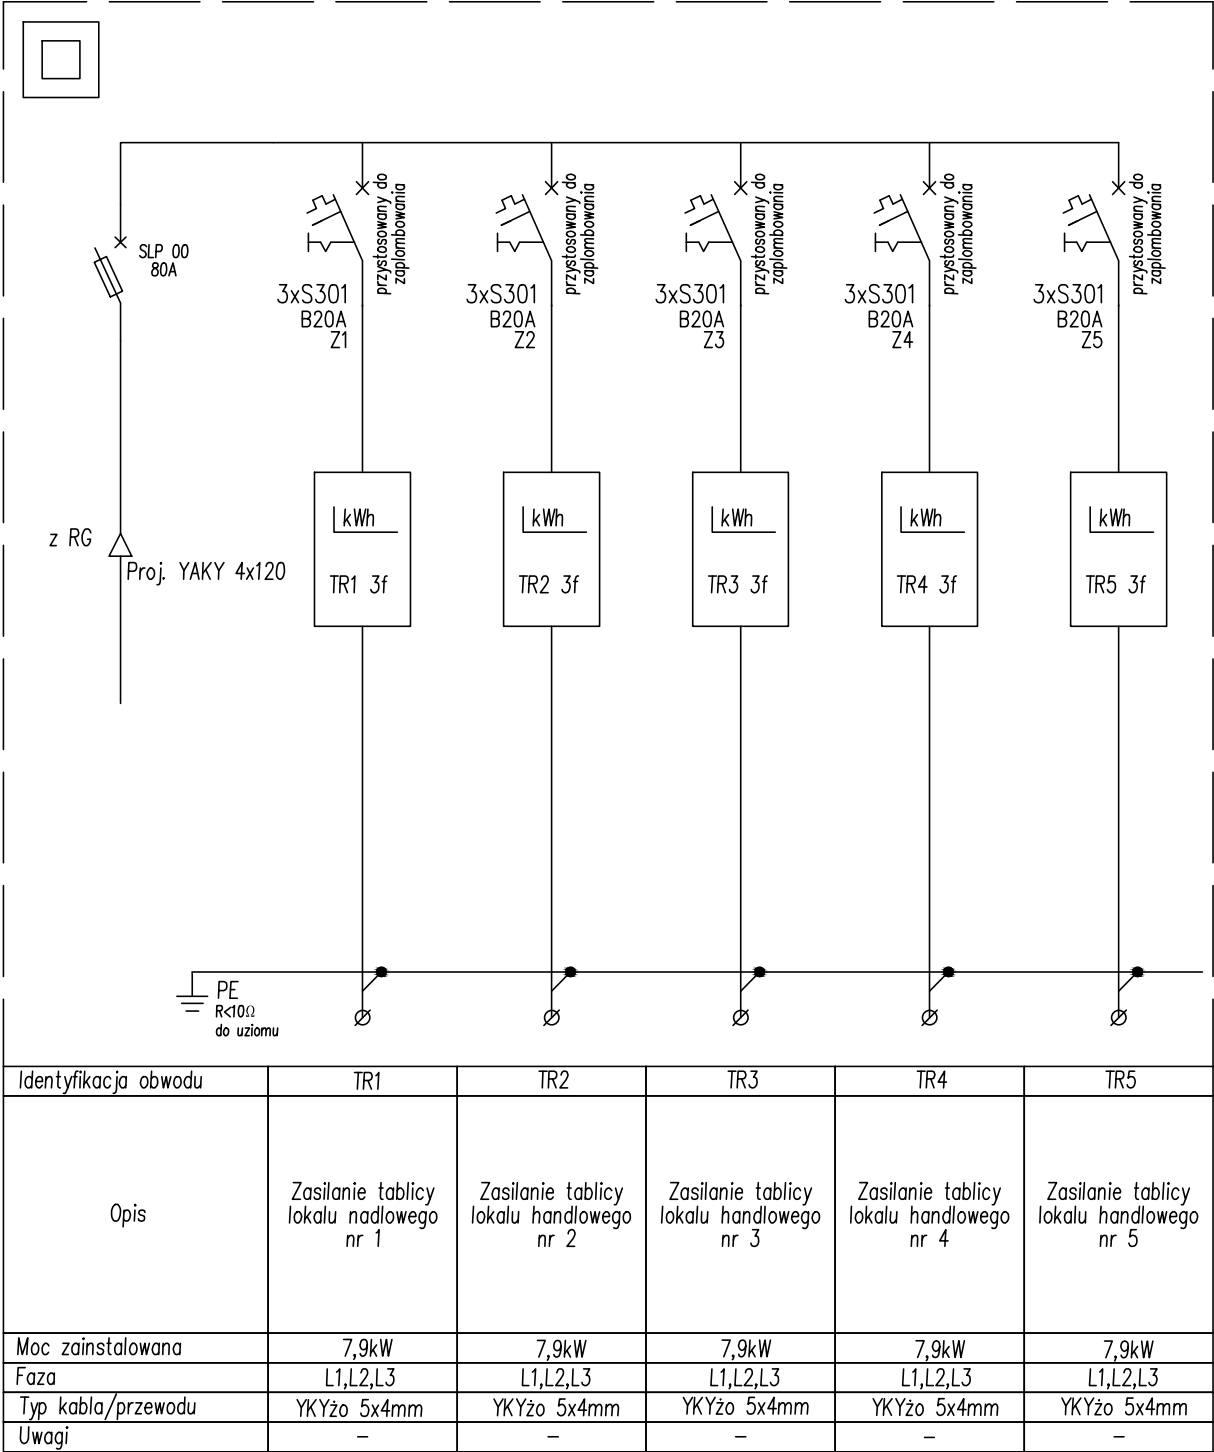 SLP 00
80A
3xS301
B20A
Z1
przystosowany do
zaplombowania
3xS301
B20A
Z2
przystosowany do
zaplombowania
3xS301
B20A
Z3
przystosowany do
zaplombowania
3xS301
B20A
Z4
przystosowany do
zaplombowania
3xS301
B20A
Z5
przystosowany do
zaplombowania
z RG
Proj. YAKY 4x120
kWh
TR1 3f
kWh
TR2 3f
kWh
TR3 3f
kWh
TR4 3f
kWh
TR5 3f
PE
R<10Ω
do uziomu
Identyfikacja obwodu TR1 TR2 TR3 TR4 TR5
Opis
Zasilanie tablicy
lokalu nadlowego
nr 1
Zasilanie tablicy
lokalu handlowego
nr 2
Zasilanie tablicy
lokalu handlowego
nr 3
Zasilanie tablicy
lokalu handlowego
nr 4
Zasilanie tablicy
lokalu handlowego
nr 5
Moc zainstalowana 7,9kW 7,9kW 7,9kW 7,9kW 7,9kW
Faza L1,L2,L3 L1,L2,L3 L1,L2,L3 L1,L2,L3 L1,L2,L3
Typ kabla/przewodu YKYżo 5x4mm YKYżo 5x4mm YKYżo 5x4mm YKYżo 5x4mm YKYżo 5x4mm
Uwagi – – – – –